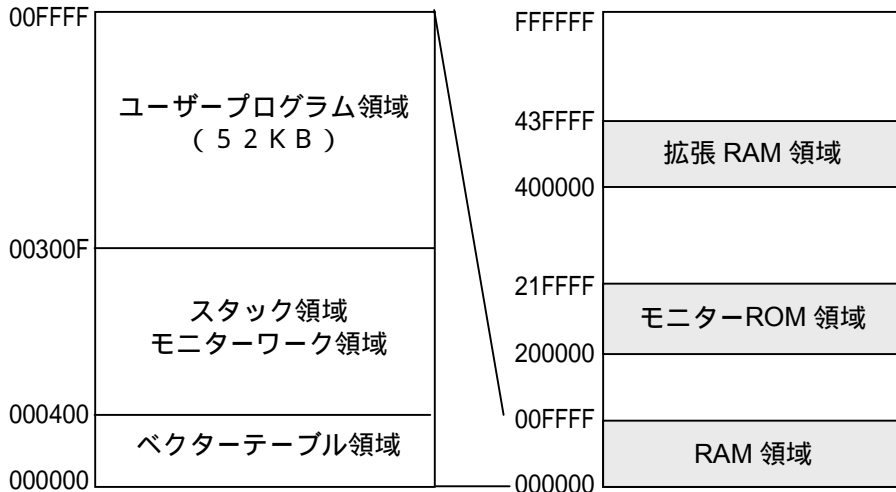 00FFFF
ユーザープログラム領域
(52KB)
00300F
スタック領域
モニターワーク領域
000400
ベクターテーブル領域
000000
FFFFFF
43FFFF
拡張 RAM 領域
400000
21FFFF
モニターROM 領域
200000
00FFFF
RAM 領域
000000